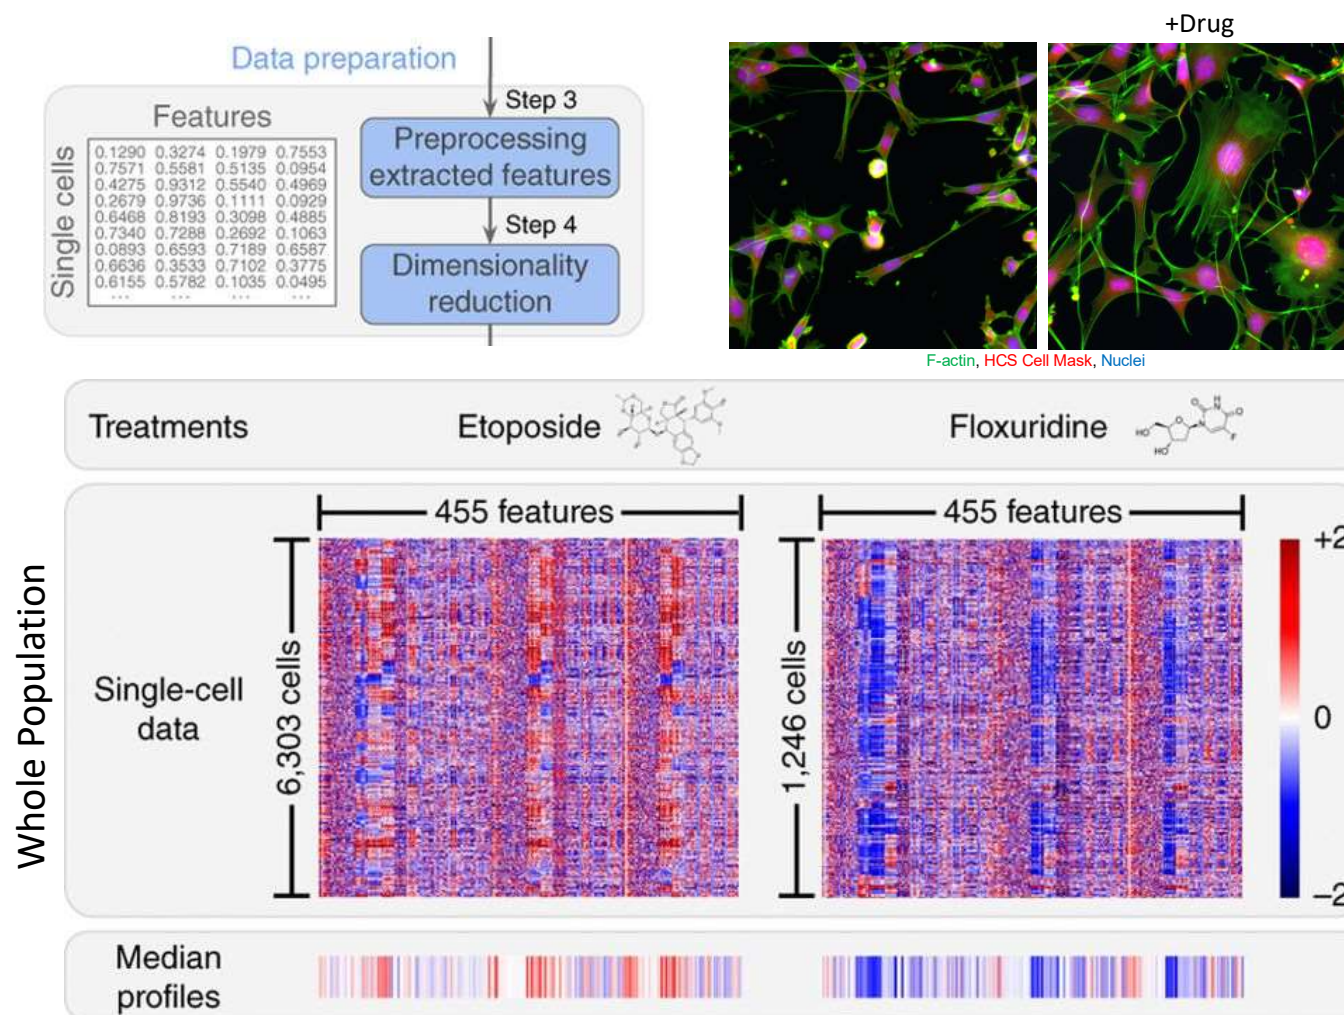 Data preparation
Step 3
Features
Single cells
0.1290 0.3274 0.1979 0.7553
0.7571 0.5581 0.5135 0.0954
0.4275 0.9312 0.5540 0.4969
0.2679 0.9736 0.1111 0.0929
0.6468 0.8193 0.3098 0.4885
0.7340 0.7288 0.2692 0.1063
0.0893 0.6593 0.7189 0.6587
0.6636 0.3533 0.7102 0.3775
0.6155 0.5782 0.1035 0.0495
... ... ... ...
Preprocessing
extracted features
Step 4
Dimensionality
reduction
+Drug
F-actin, HCS Cell Mask, Nuclei
Treatments
Etoposide
Floxuridine
HO
HO
O
O
N
NH
O
F
Whole Population
Single-cell
data
455 features
6,303 cells
455 features
1,246 cells
+2
0
−2
Median
profiles